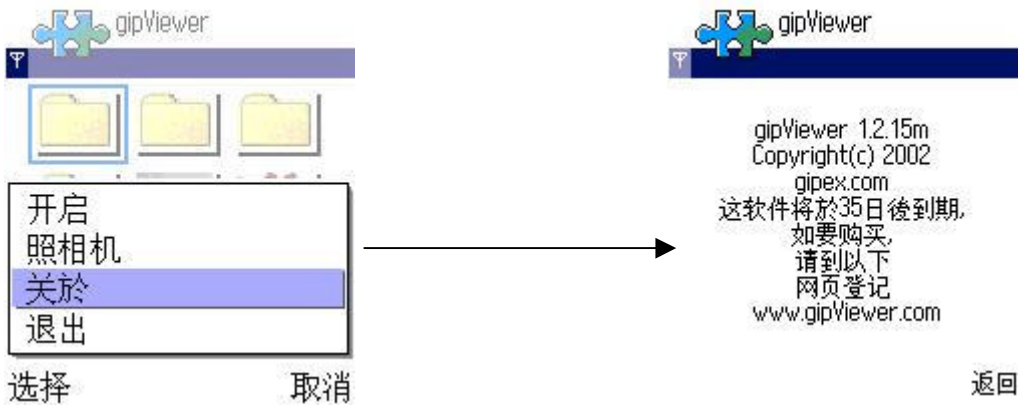 gipViewer
开启
照相机
关於
退出
选择
取消
gipViewer
gipViewer 1.2.15m
Copyright(c) 2002
gipex.com
这软件将於35日後到期,
如要购买,
请到以下
网页登记
www.gipViewer.com
返回